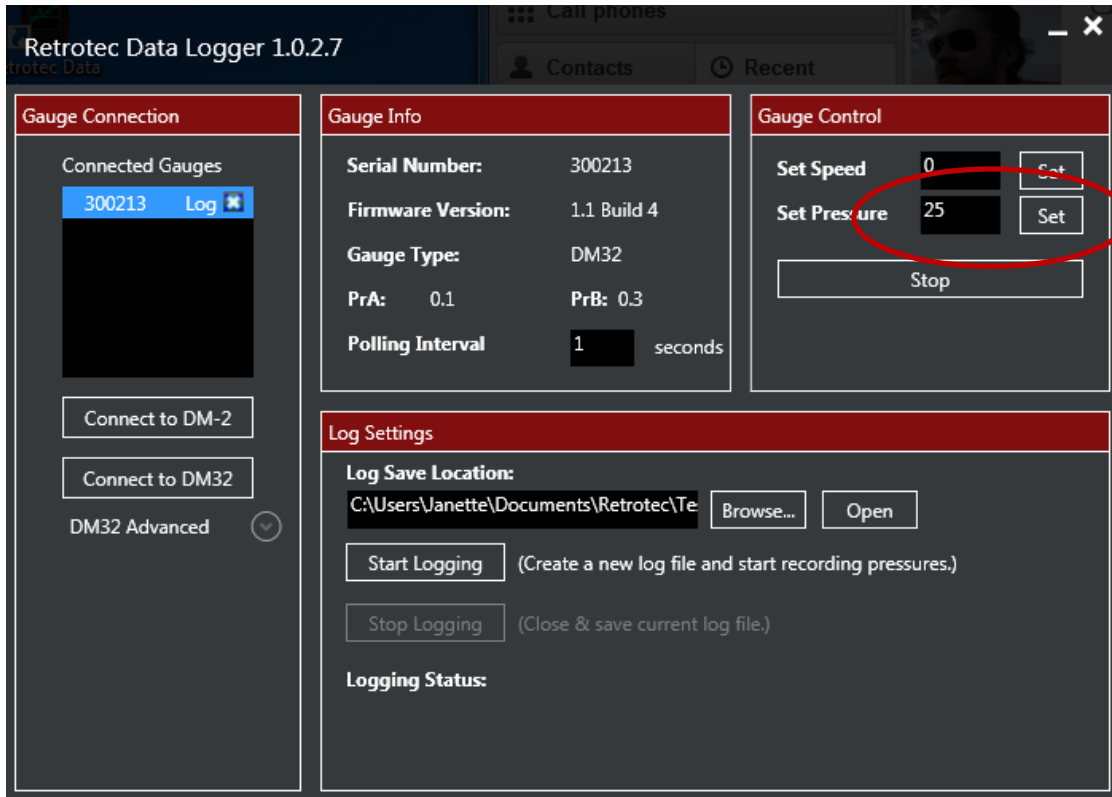 Call phones
Retrotec Data Logger 1.0.2.7
trotec Data
Contacts
Recent
Gauge Connection
Connected Gauges
300213 Log
Connect to DM-2
Connect to DM32
DM32 Advanced
Gauge Info
Serial Number: 300213
Firmware Version: 1.1 Build 4
Gauge Type: DM32
PrA: 0.1 PrB: 0.3
Polling Interval 1 seconds
Gauge Control
Set Speed 0 Set
Set Pressure 25 Set
Stop
Log Settings
Log Save Location:
C:\Users\Janette\Documents\Retrotec\Te Browse... Open
Start Logging (Create a new log file and start recording pressures.)
Stop Logging (Close & save current log file.)
Logging Status: